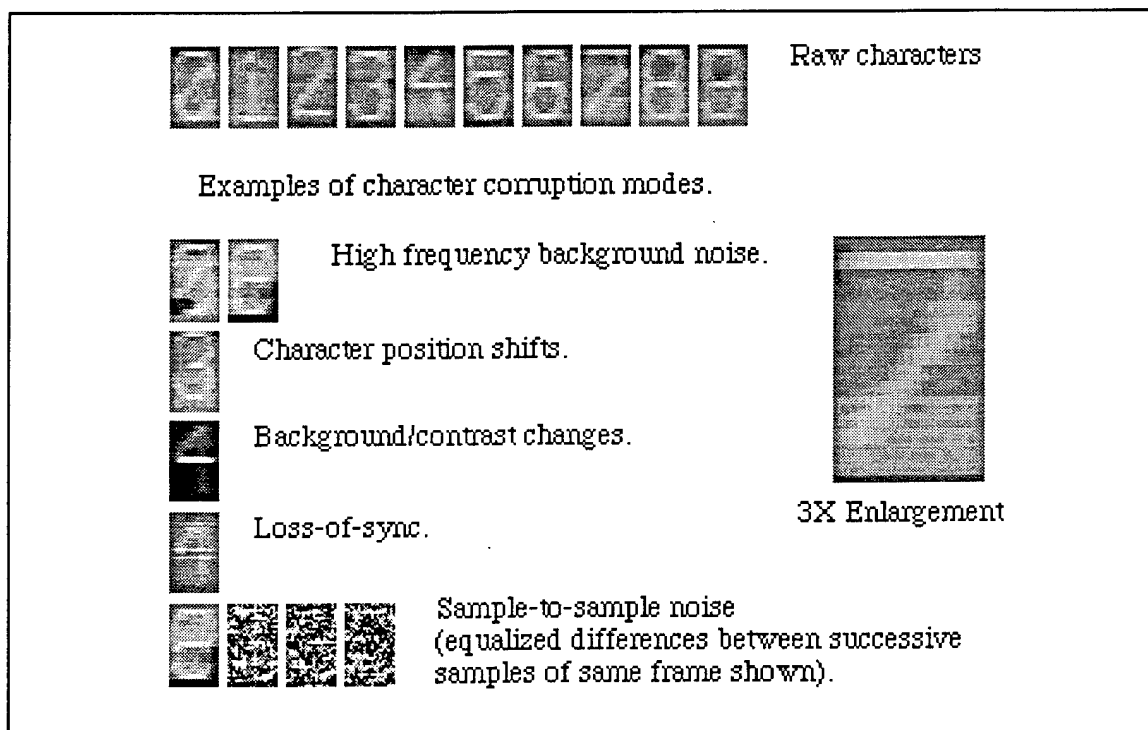 Raw characters
Examples of character corruption modes.
High frequency background noise.
Character position shifts.
Background/contrast changes.
Loss-of-sync.
3X Enlargement
Sample-to-sample noise
(equalized differences between successive
samples of same frame shown).